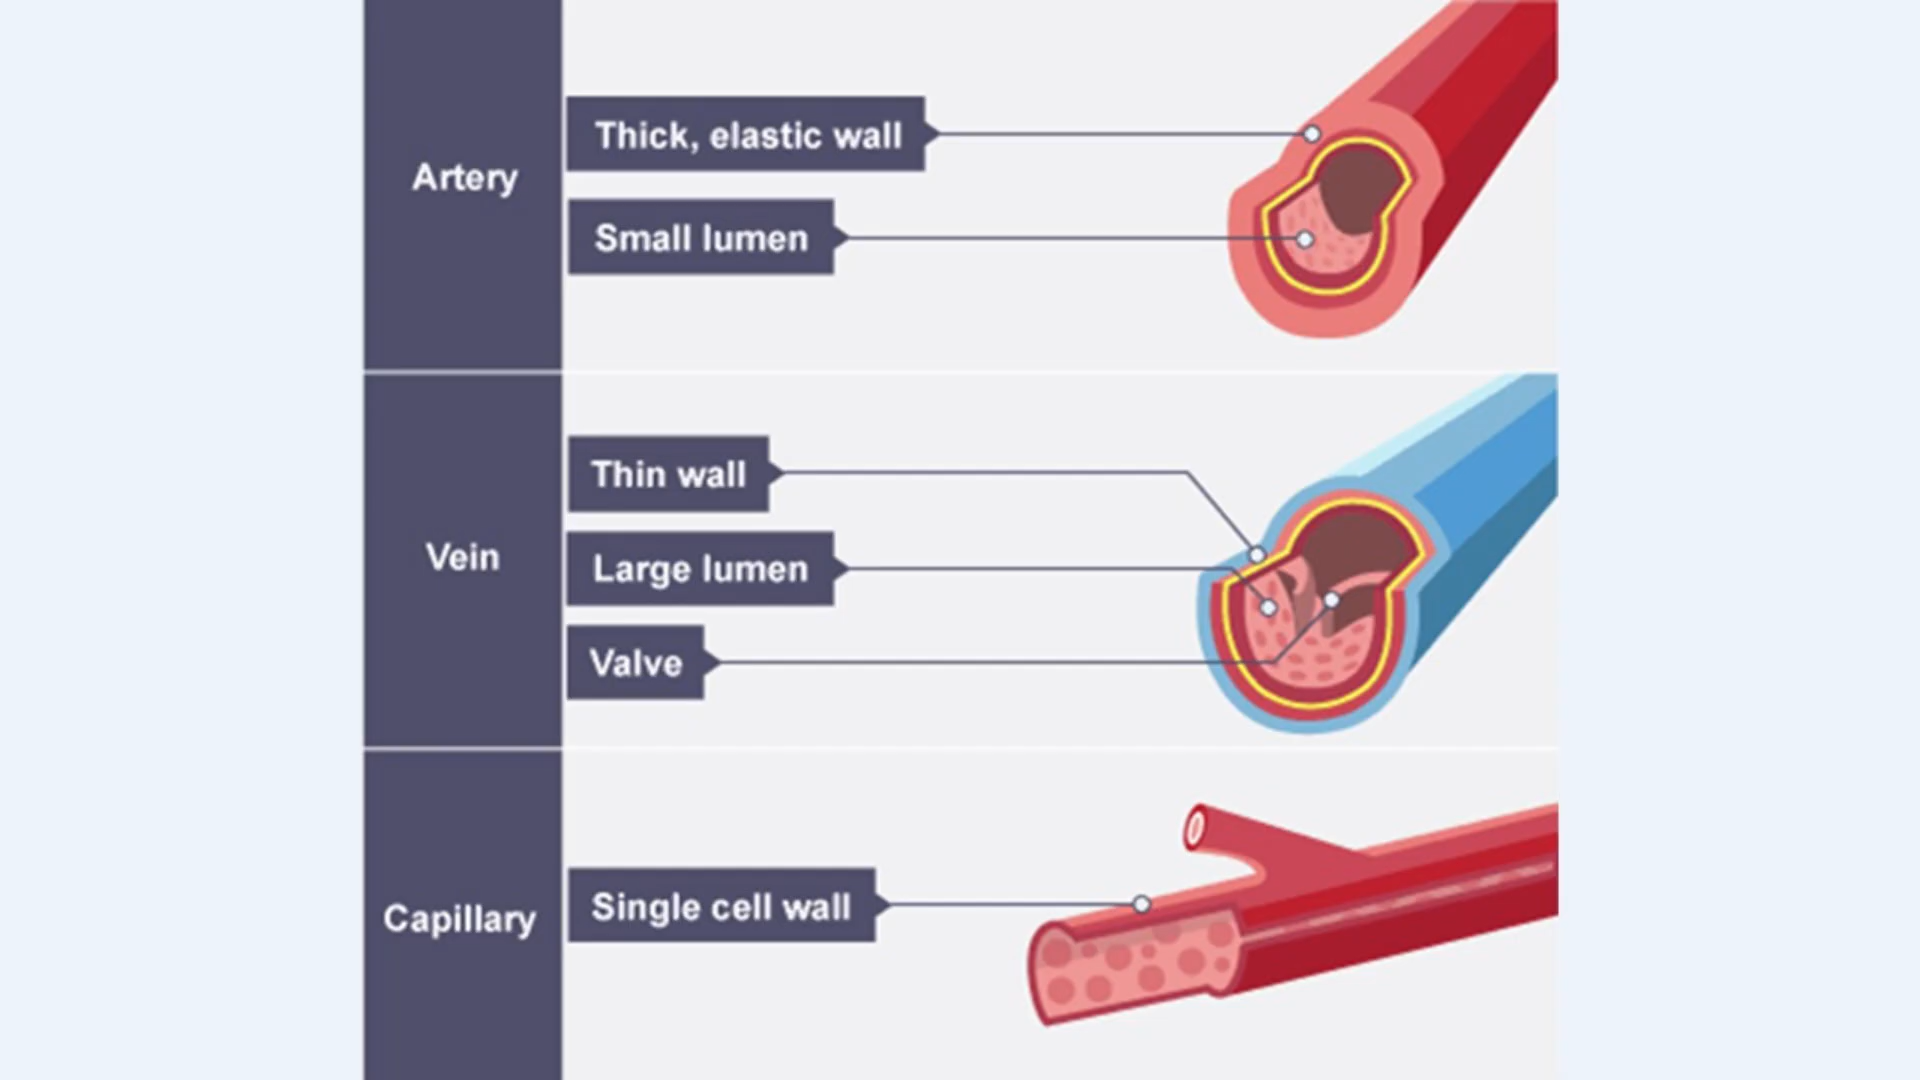 Artery
Thick, elastic wall
Small lumen
Vein
Thin wall
Large lumen
Valve
Capillary
Single cell wall